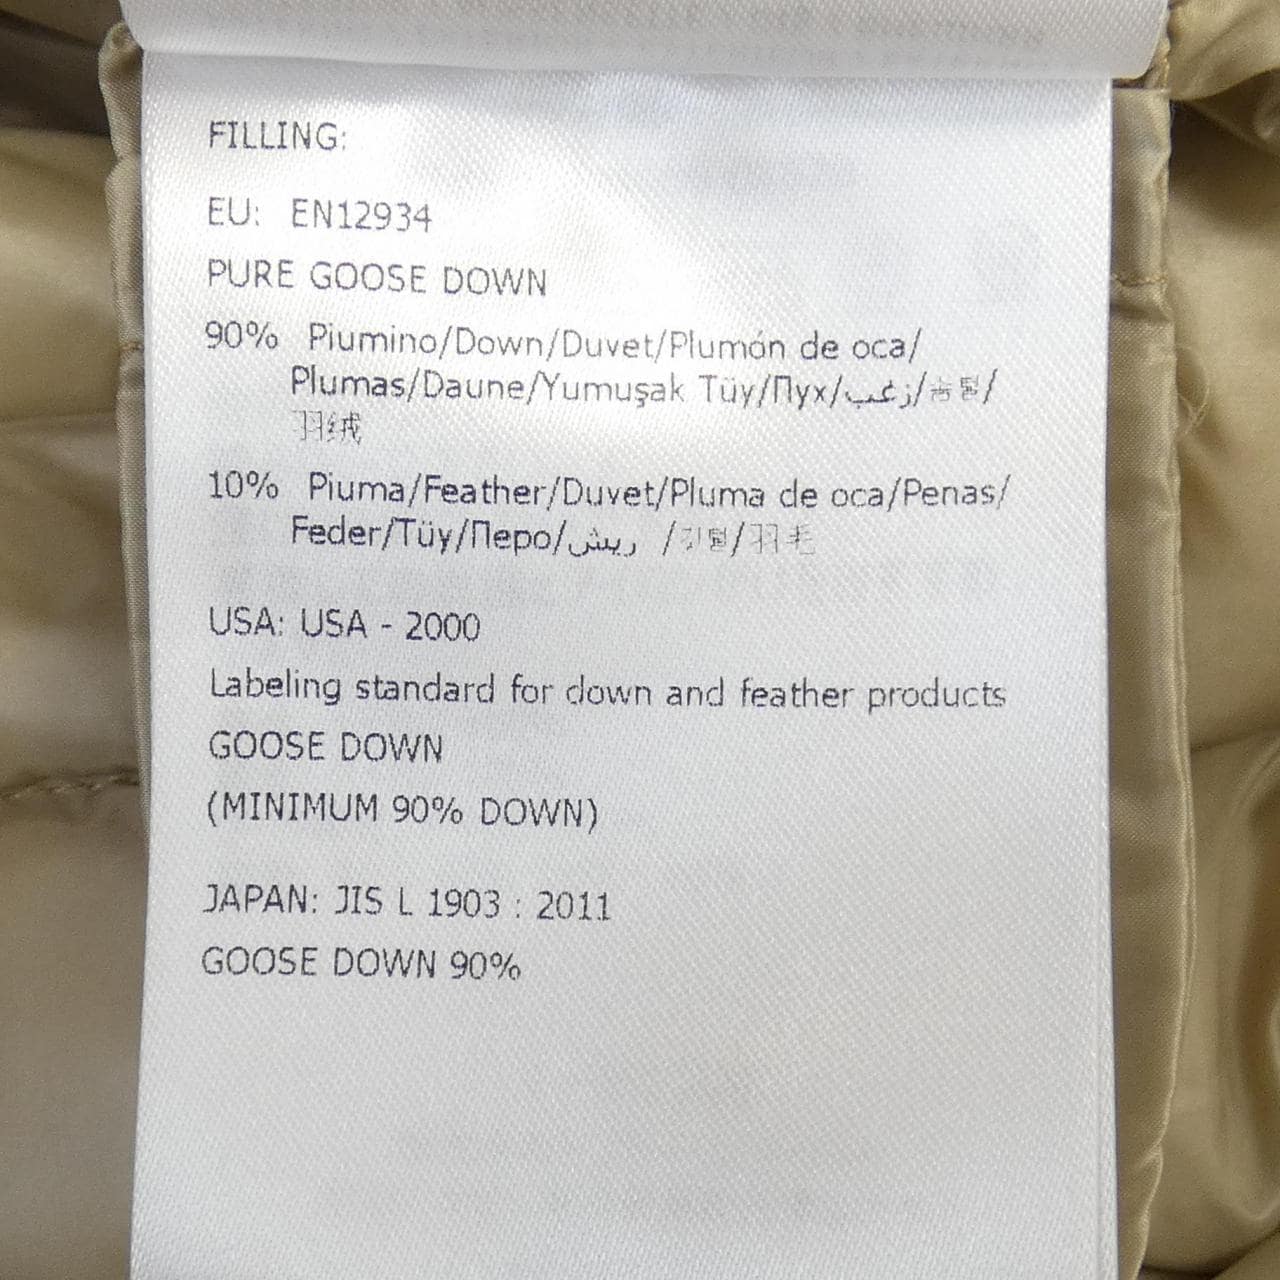 FILLING:
EU: EN12934
PURE GOOSE DOWN
90% Piumino/Down/Duvet/Plumón de oca/
Plumas/Daune/Yumuşak Tüy/Пух/زغب/솜털/
羽绒
10% Piuma/Feather/Duvet/Pluma de oca/Penas/
Feder/Tüy/Перо/ريش /깃털/羽毛
USA: USA - 2000
Labeling standard for down and feather products
GOOSE DOWN
(MINIMUM 90% DOWN)
JAPAN: JIS L 1903 : 2011
GOOSE DOWN 90%